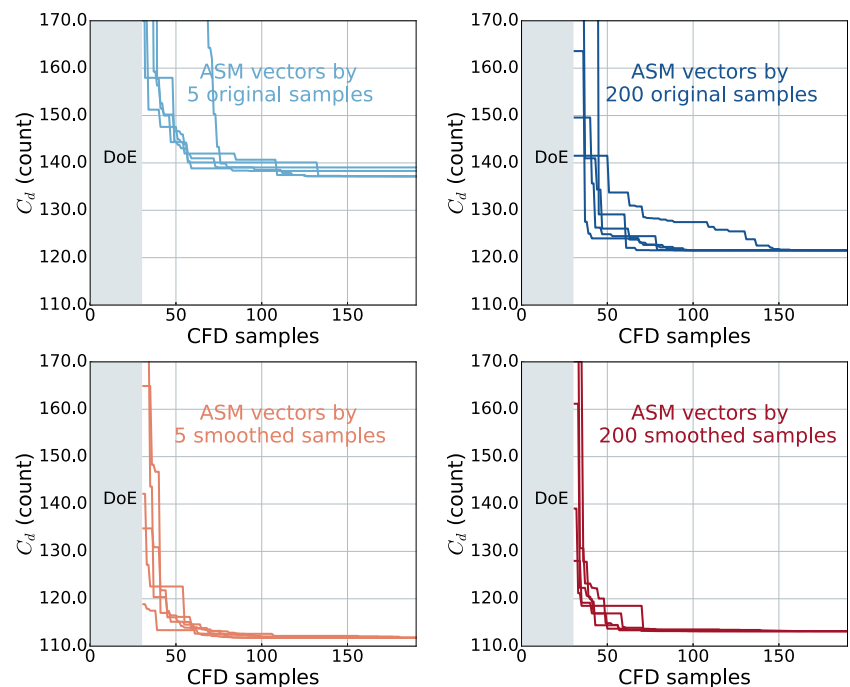 170.0
160.0
150.0
140.0
130.0
120.0
110.0
C_d (count)
ASM vectors by
5 original samples
DoE
0
50
100
150
CFD samples
170.0
160.0
150.0
140.0
130.0
120.0
110.0
C_d (count)
ASM vectors by
200 original samples
DoE
0
50
100
150
CFD samples
170.0
160.0
150.0
140.0
130.0
120.0
110.0
C_d (count)
ASM vectors by
5 smoothed samples
DoE
0
50
100
150
CFD samples
170.0
160.0
150.0
140.0
130.0
120.0
110.0
C_d (count)
ASM vectors by
200 smoothed samples
DoE
0
50
100
150
CFD samples